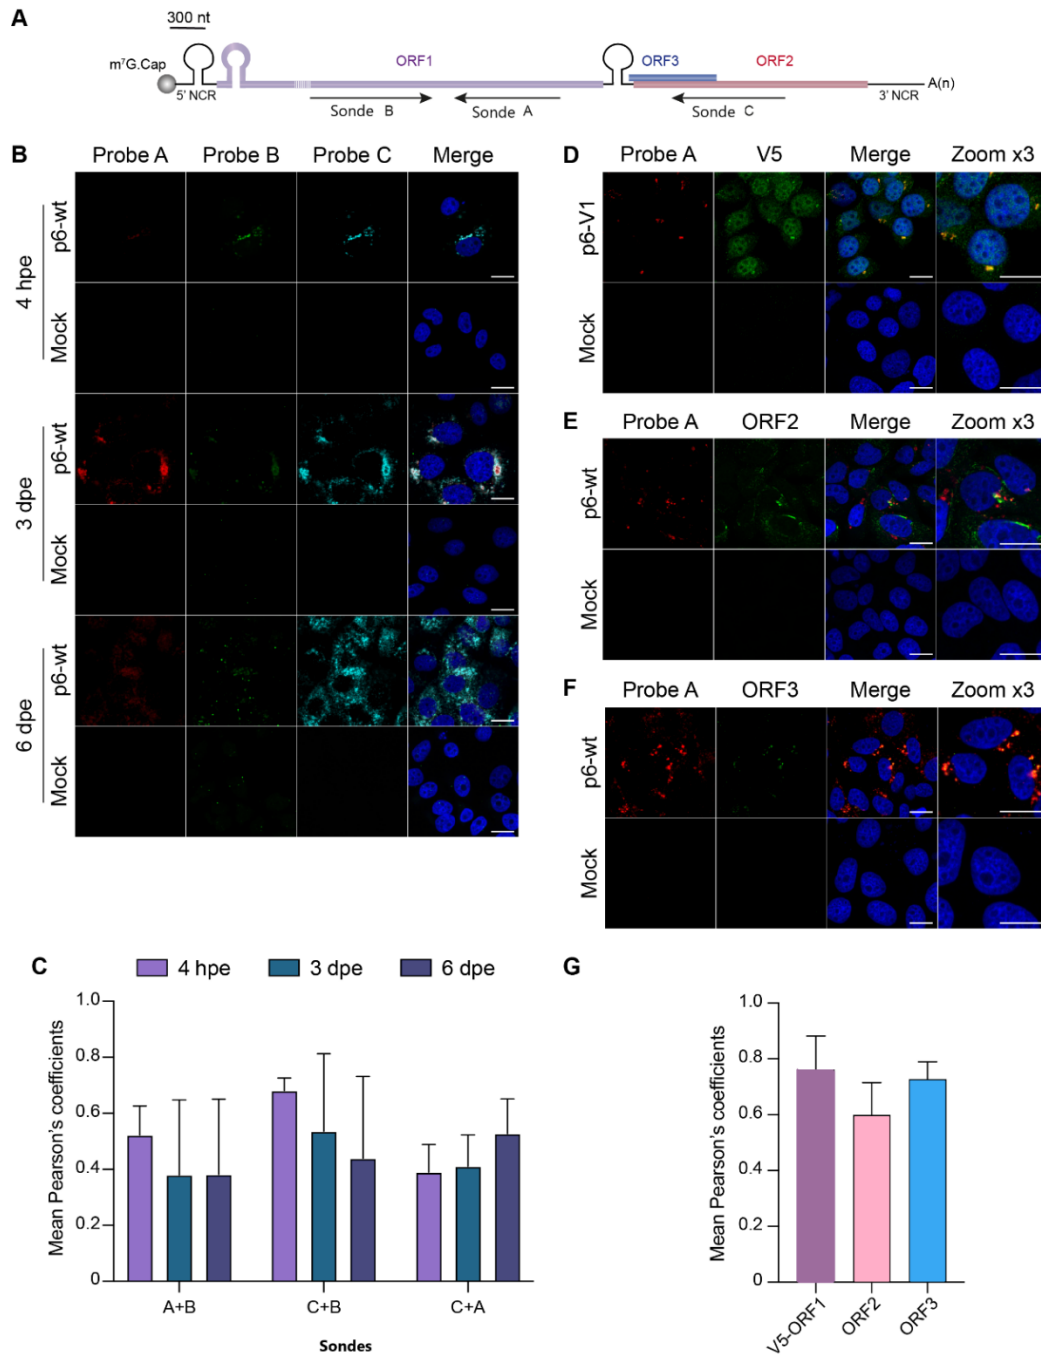 A
300 nt
m⁷G.Cap
ORF1
ORF3
ORF2
A(n)
5' NCR
3' NCR
Sonde B
Sonde A
Sonde C
B
Probe A
Probe B
Probe C
Merge
4 hpe
p6-wt
Mock
3 dpe
p6-wt
Mock
6 dpe
p6-wt
Mock
D
Probe A
V5
Merge
Zoom x3
p6-V1
Mock
E
Probe A
ORF2
Merge
Zoom x3
p6-wt
Mock
F
Probe A
ORF3
Merge
Zoom x3
p6-wt
Mock
C
4 hpe
3 dpe
6 dpe
Mean Pearson's coefficients
1.0
0.8
0.6
0.4
0.2
0
A+B
C+B
C+A
Sondes
G
Mean Pearson's coefficients
1.0
0.8
0.6
0.4
0.2
0
V5-ORF1
ORF2
ORF3